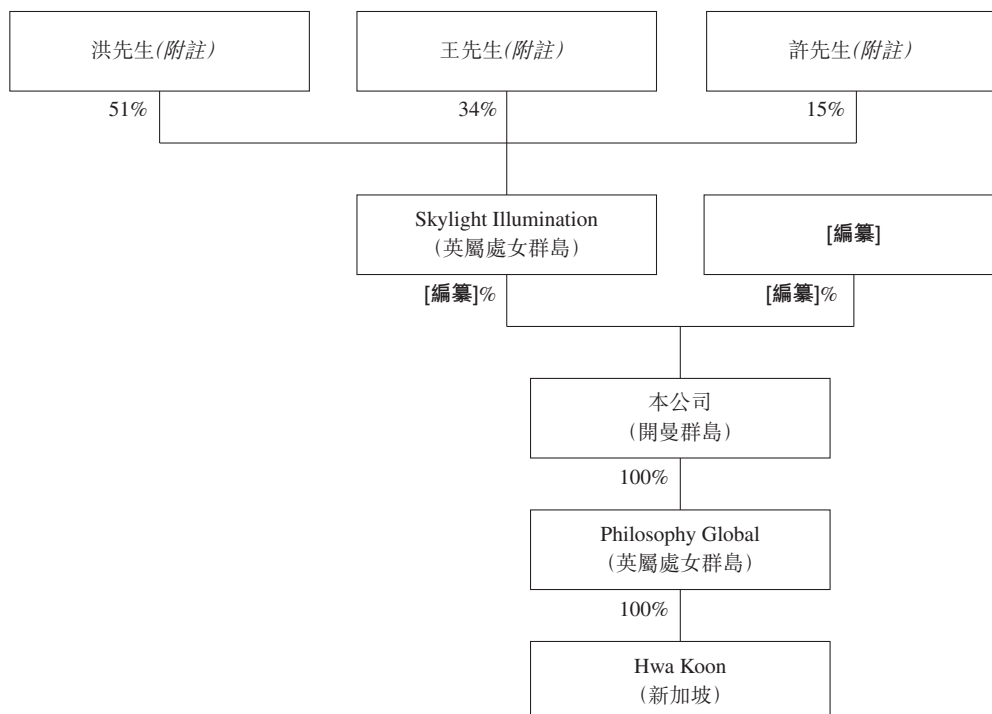 洪先生(附註)
王先生(附註)
許先生(附註)
51%
34%
15%
Skylight Illumination
(英屬處女群島)
[編纂]
[編纂]%
[編纂]%
本公司
(開曼群島)
100%
Philosophy Global
(英屬處女群島)
100%
Hwa Koon
(新加坡)